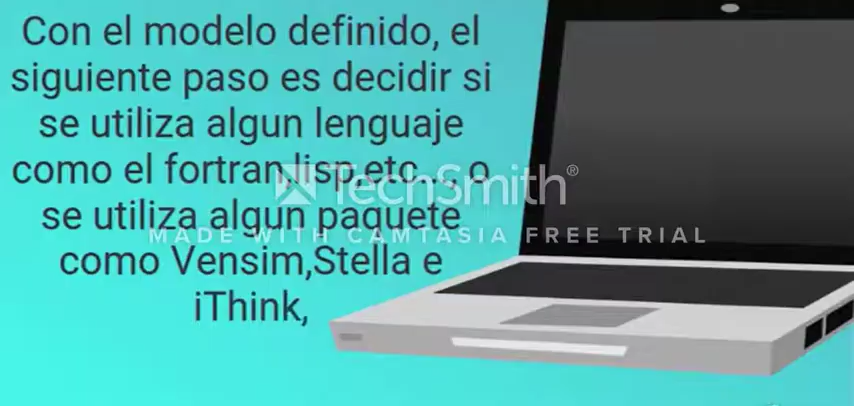 Con el modelo definido, el
siguiente paso es decidir si
se utiliza algun lenguaje
como el fortran,lisp,etc.., o
se utiliza algun paquete
como Vensim,Stella e
iThink,
TechSmith®
MADE WITH CAMTASIA FREE TRIAL